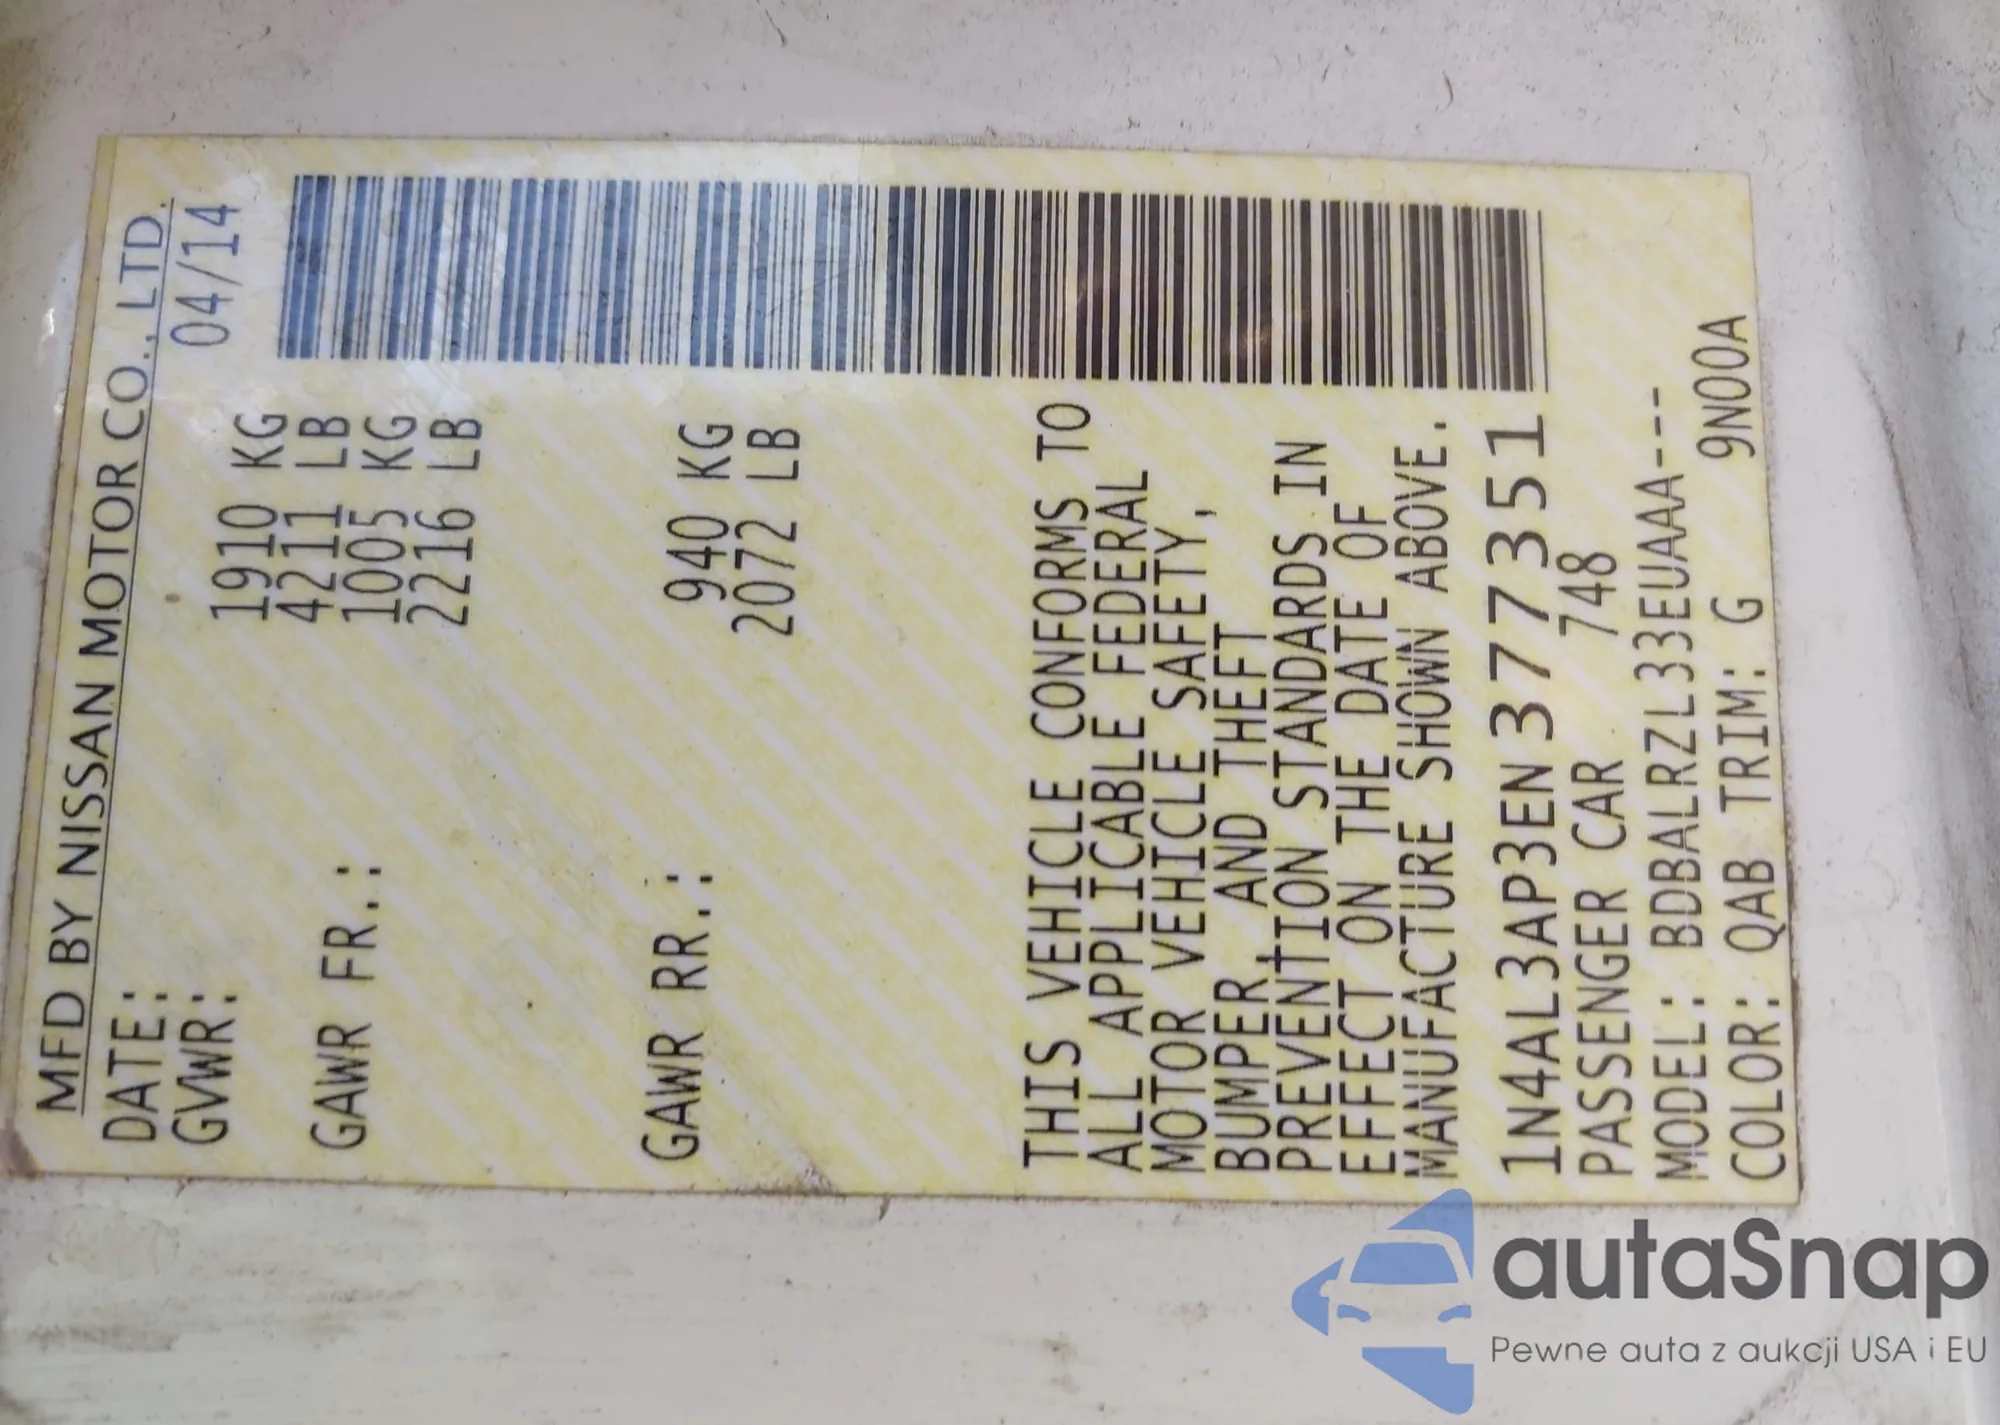 MFD BY NISSAN MOTOR CO., LTD.
DATE: 04/14
GVWR: 1910 KG
4211 LB
GAWR FR.: 1005 KG
2216 LB
GAWR RR.: 940 KG
2072 LB
THIS VEHICLE CONFORMS TO
ALL APPLICABLE FEDERAL
MOTOR VEHICLE SAFETY,
BUMPER, AND THEFT
PREVENTION STANDARDS IN
EFFECT ON THE DATE OF
MANUFACTURE SHOWN ABOVE.
1N4AL3AP3EN377351
PASSENGER CAR 748
MODEL: BDBALRZL33EUAAA---
COLOR: QAB TRIM: G 9N00A
autaSnap
Pewne auta z aukcji USA i EU